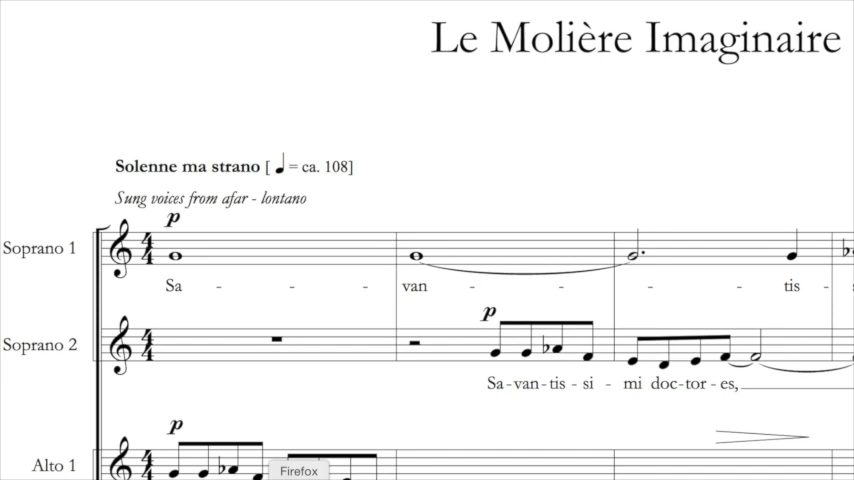 Le Molière Imaginaire
Solenne ma strano [ ♩ = ca. 108]
Sung voices from afar - lontano
p
Soprano 1
Sa - - - van - - - - tis -
p
Soprano 2
Sa - van - tis - si - mi doc - tor - es,
p
Alto 1
Firefox